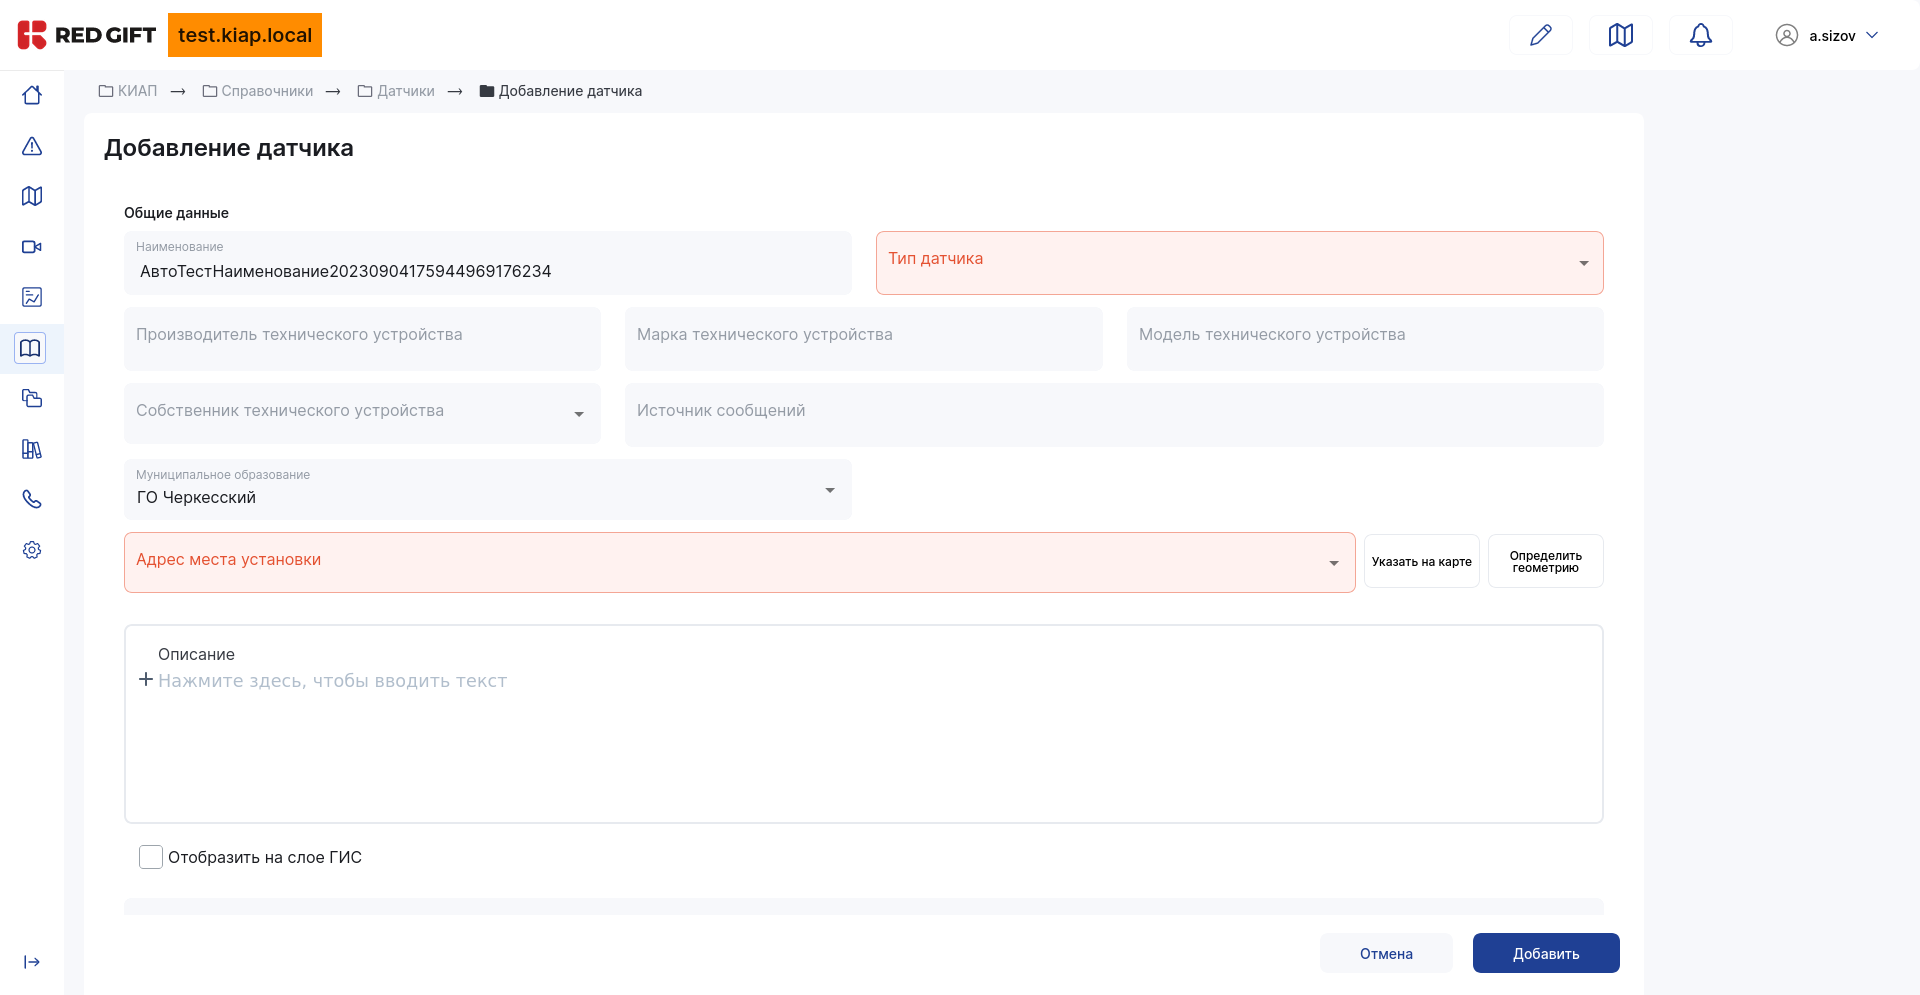 RED GIFT test.kiap.local
a.sizov
КИАП → Справочники → Датчики → Добавление датчика
Добавление датчика
Общие данные
Наименование
АвтоТестНаименование20230904175944969176234
Тип датчика
Производитель технического устройства
Марка технического устройства
Модель технического устройства
Собственник технического устройства
Источник сообщений
Муниципальное образование
ГО Черкесский
Адрес места установки
Указать на карте
Определить
геометрию
Описание
Нажмите здесь, чтобы вводить текст
Отобразить на слое ГИС
Отмена
Добавить